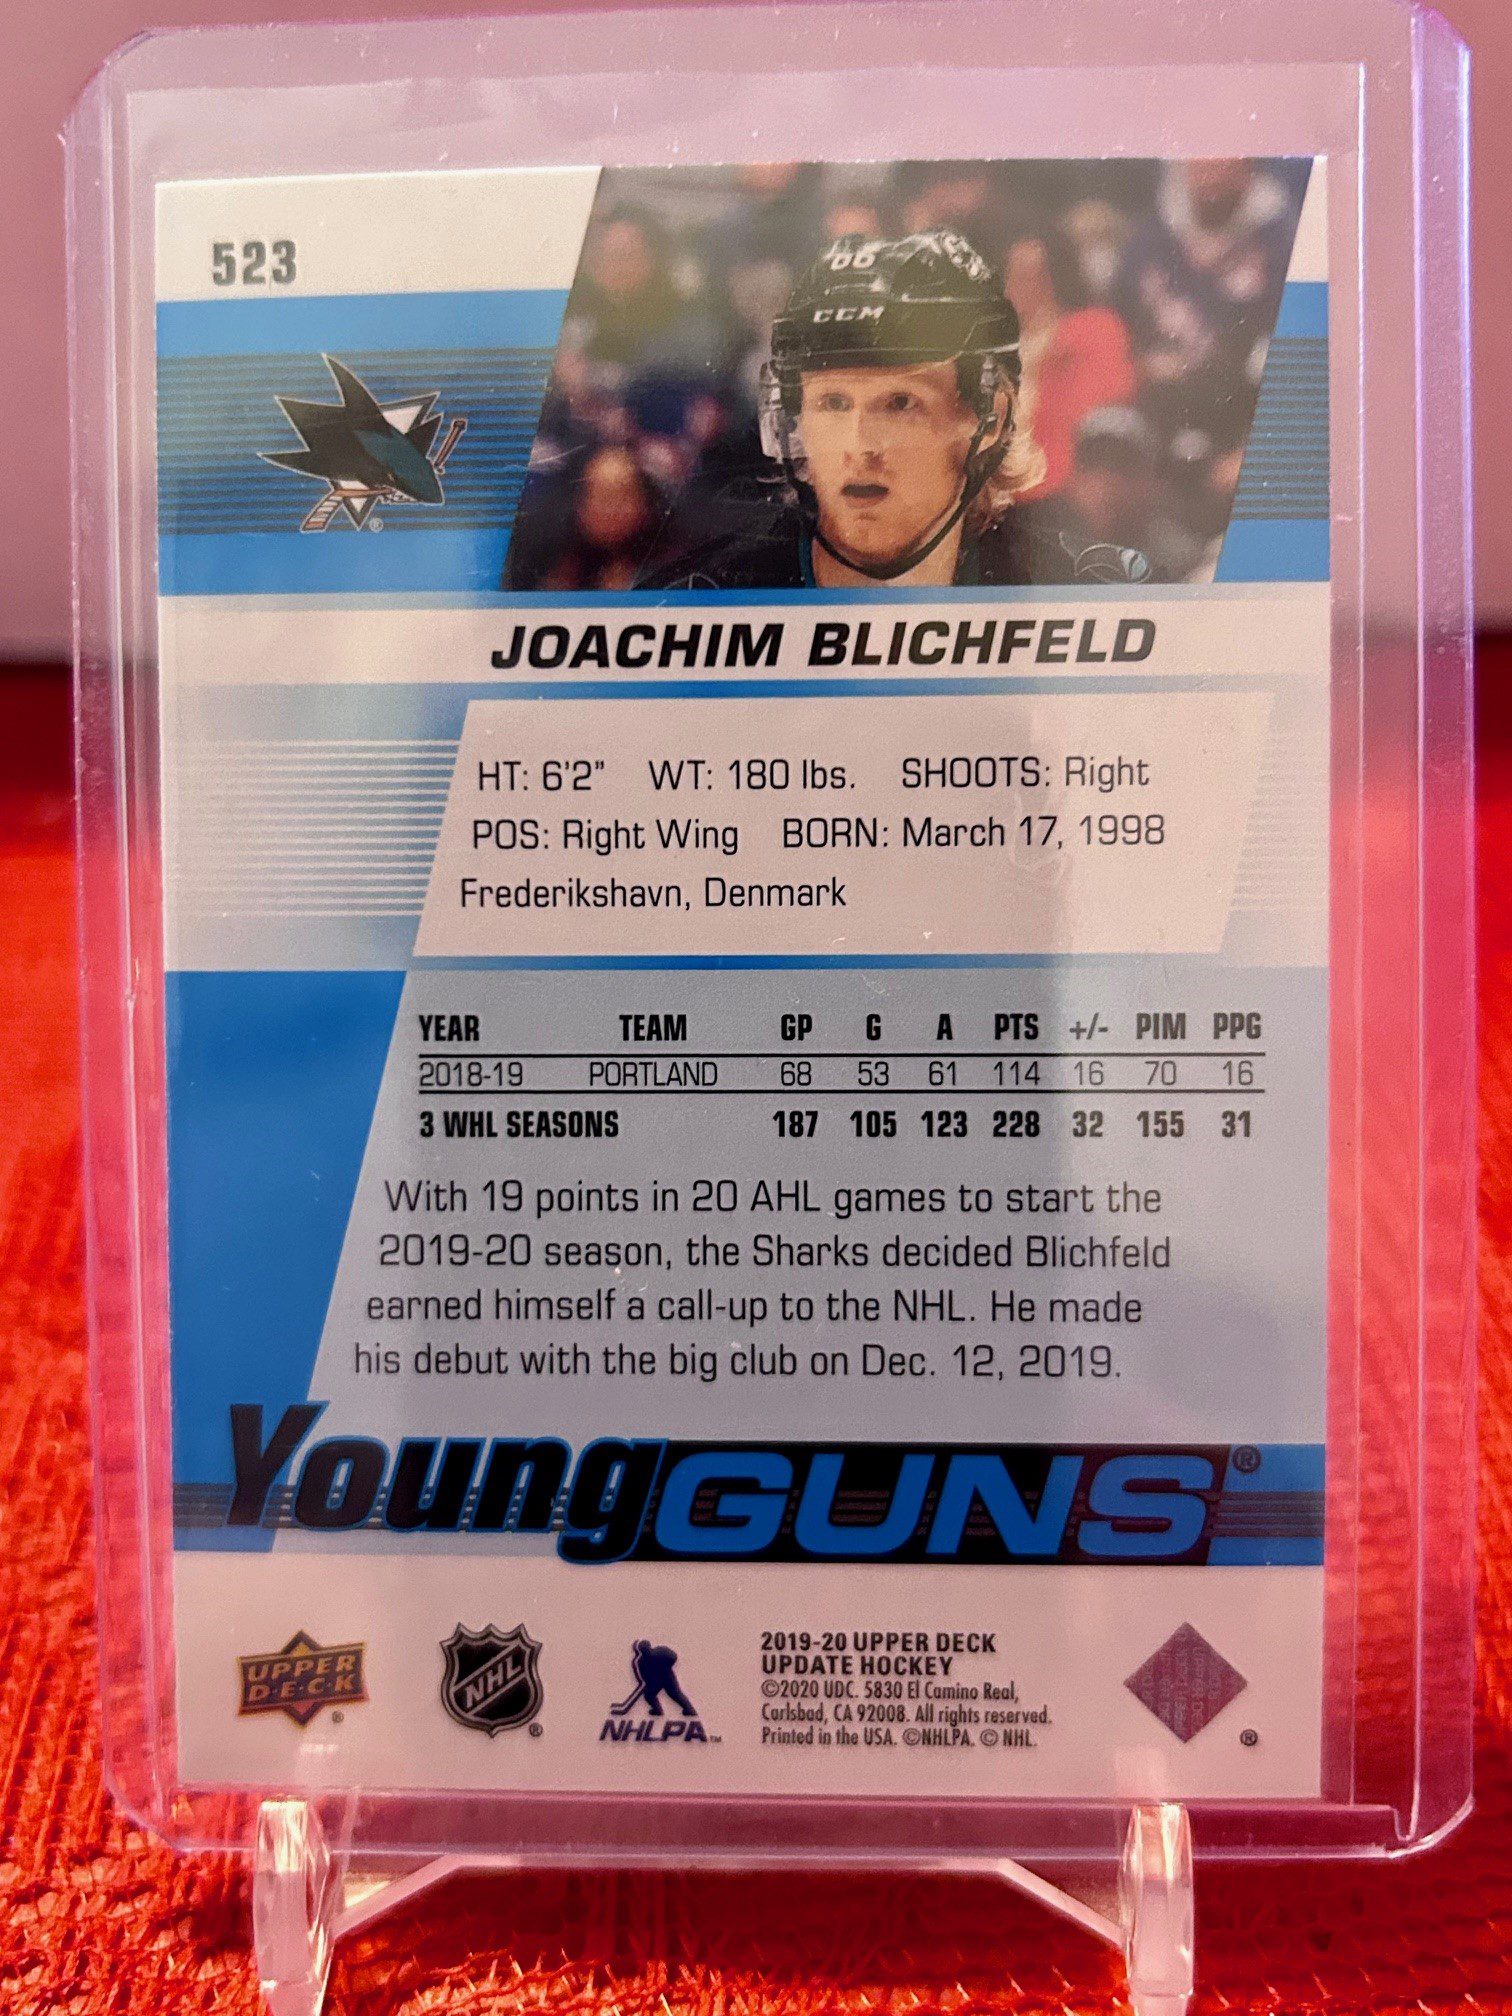 523
86
CCM
JOACHIM BLICHFELD
HT: 6'2" WT: 180 lbs. SHOOTS: Right
POS: Right Wing BORN: March 17, 1998
Frederikshavn, Denmark
YEAR TEAM GP G A PTS +/- PIM PPG
2018-19 PORTLAND 68 53 61 114 16 70 16
3 WHL SEASONS 187 105 123 228 32 155 31
With 19 points in 20 AHL games to start the
2019-20 season, the Sharks decided Blichfeld
earned himself a call-up to the NHL. He made
his debut with the big club on Dec. 12, 2019.
Young GUNS®
UPPER DECK®
NHL®
NHLPA™
2019-20 UPPER DECK
UPDATE HOCKEY
©2020 UDC. 5830 El Camino Real,
Carlsbad, CA 92008. All rights reserved.
Printed in the USA. ©NHLPA. © NHL.
®